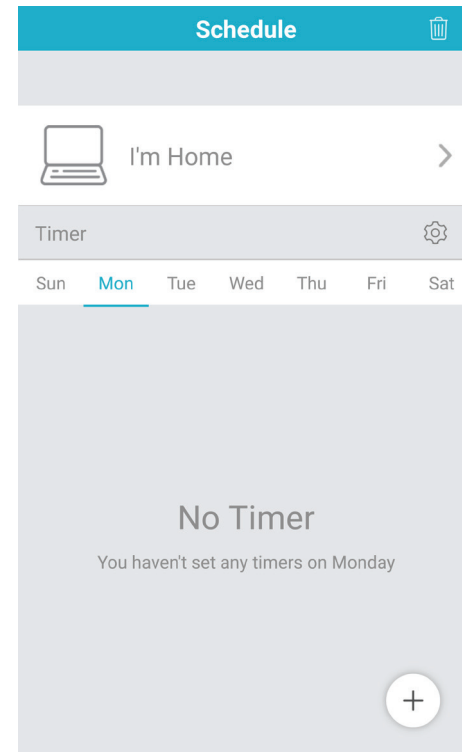 Schedule
I'm Home
Timer
Sun Mon Tue Wed Thu Fri Sat
No Timer
You haven't set any timers on Monday